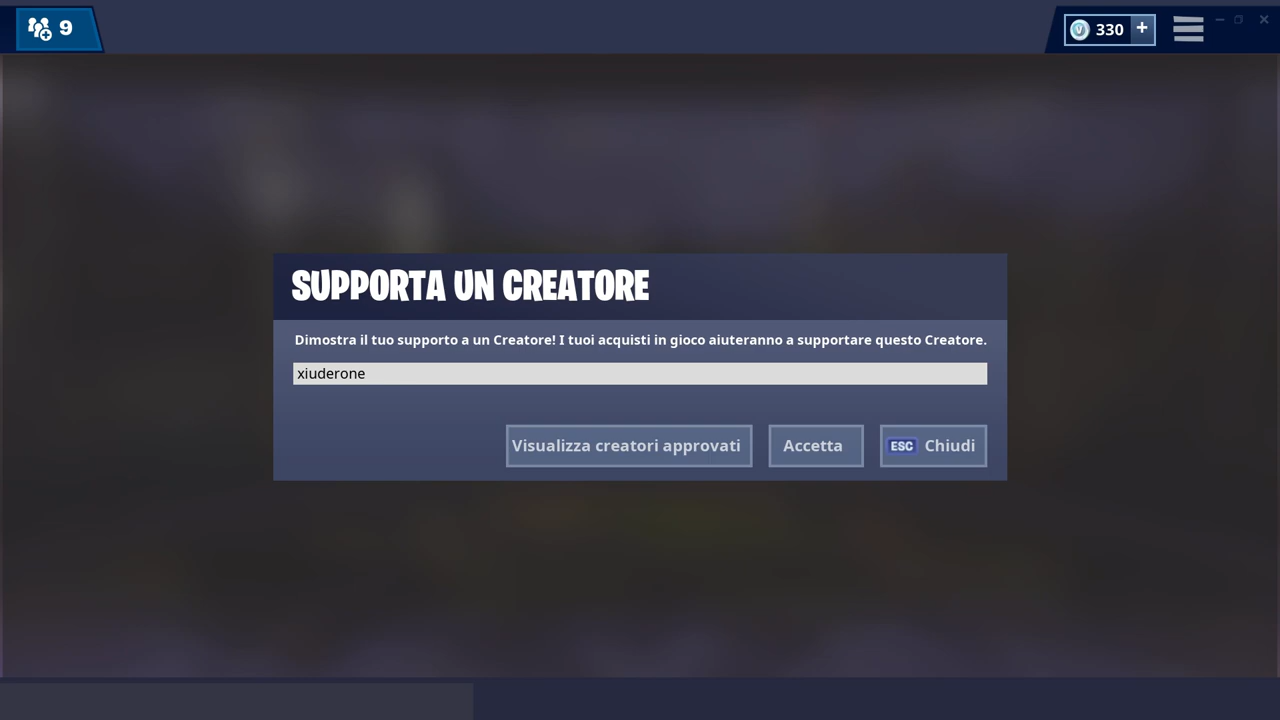 9
330 +
SUPPORTA UN CREATORE
Dimostra il tuo supporto a un Creatore! I tuoi acquisti in gioco aiuteranno a supportare questo Creatore.
xiuderone
Visualizza creatori approvati Accetta ESC Chiudi